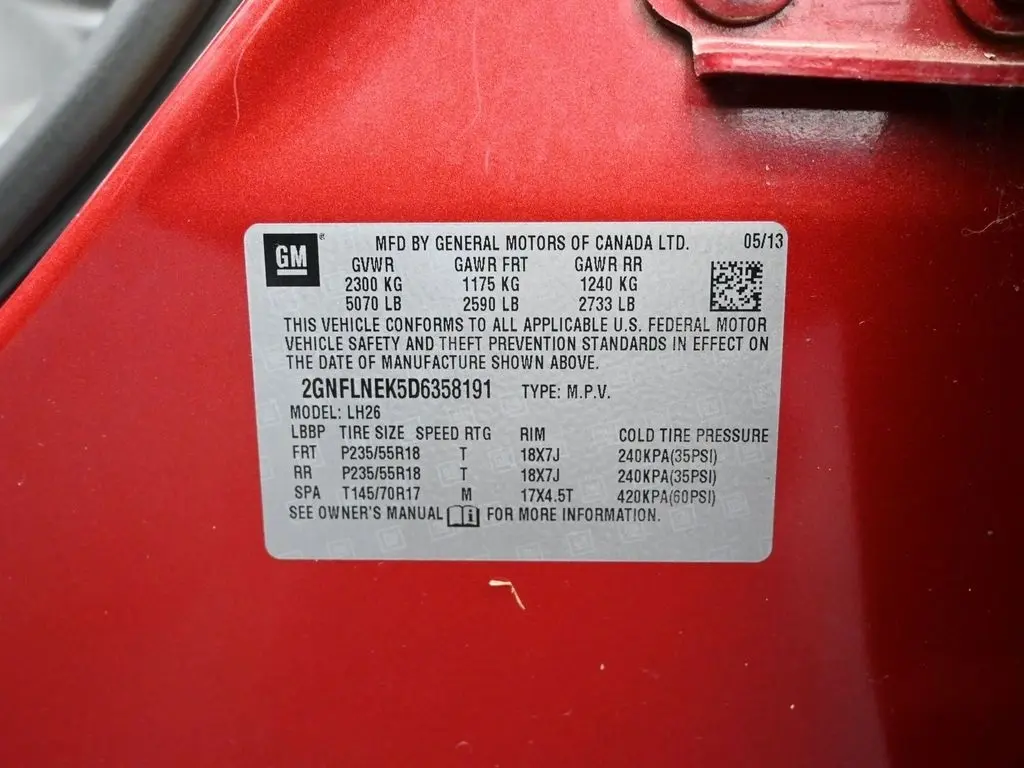 GM ® MFD BY GENERAL MOTORS OF CANADA LTD. 05/13
GVWR GAWR FRT GAWR RR
2300 KG 1175 KG 1240 KG
5070 LB 2590 LB 2733 LB
THIS VEHICLE CONFORMS TO ALL APPLICABLE U.S. FEDERAL MOTOR
VEHICLE SAFETY AND THEFT PREVENTION STANDARDS IN EFFECT ON
THE DATE OF MANUFACTURE SHOWN ABOVE.
2GNFLNEK5D6358191 TYPE: M.P.V.
MODEL: LH26
LBBP TIRE SIZE SPEED RTG RIM COLD TIRE PRESSURE
FRT P235/55R18 T 18X7J 240KPA(35PSI)
RR P235/55R18 T 18X7J 240KPA(35PSI)
SPA T145/70R17 M 17X4.5T 420KPA(60PSI)
SEE OWNER'S MANUAL i FOR MORE INFORMATION.